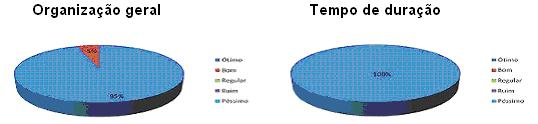 Organização geral
5%
95%
Ótimo
Bom
Regular
Ruim
Péssimo
Tempo de duração
100%
Ótimo
Bom
Regular
Ruim
Péssimo